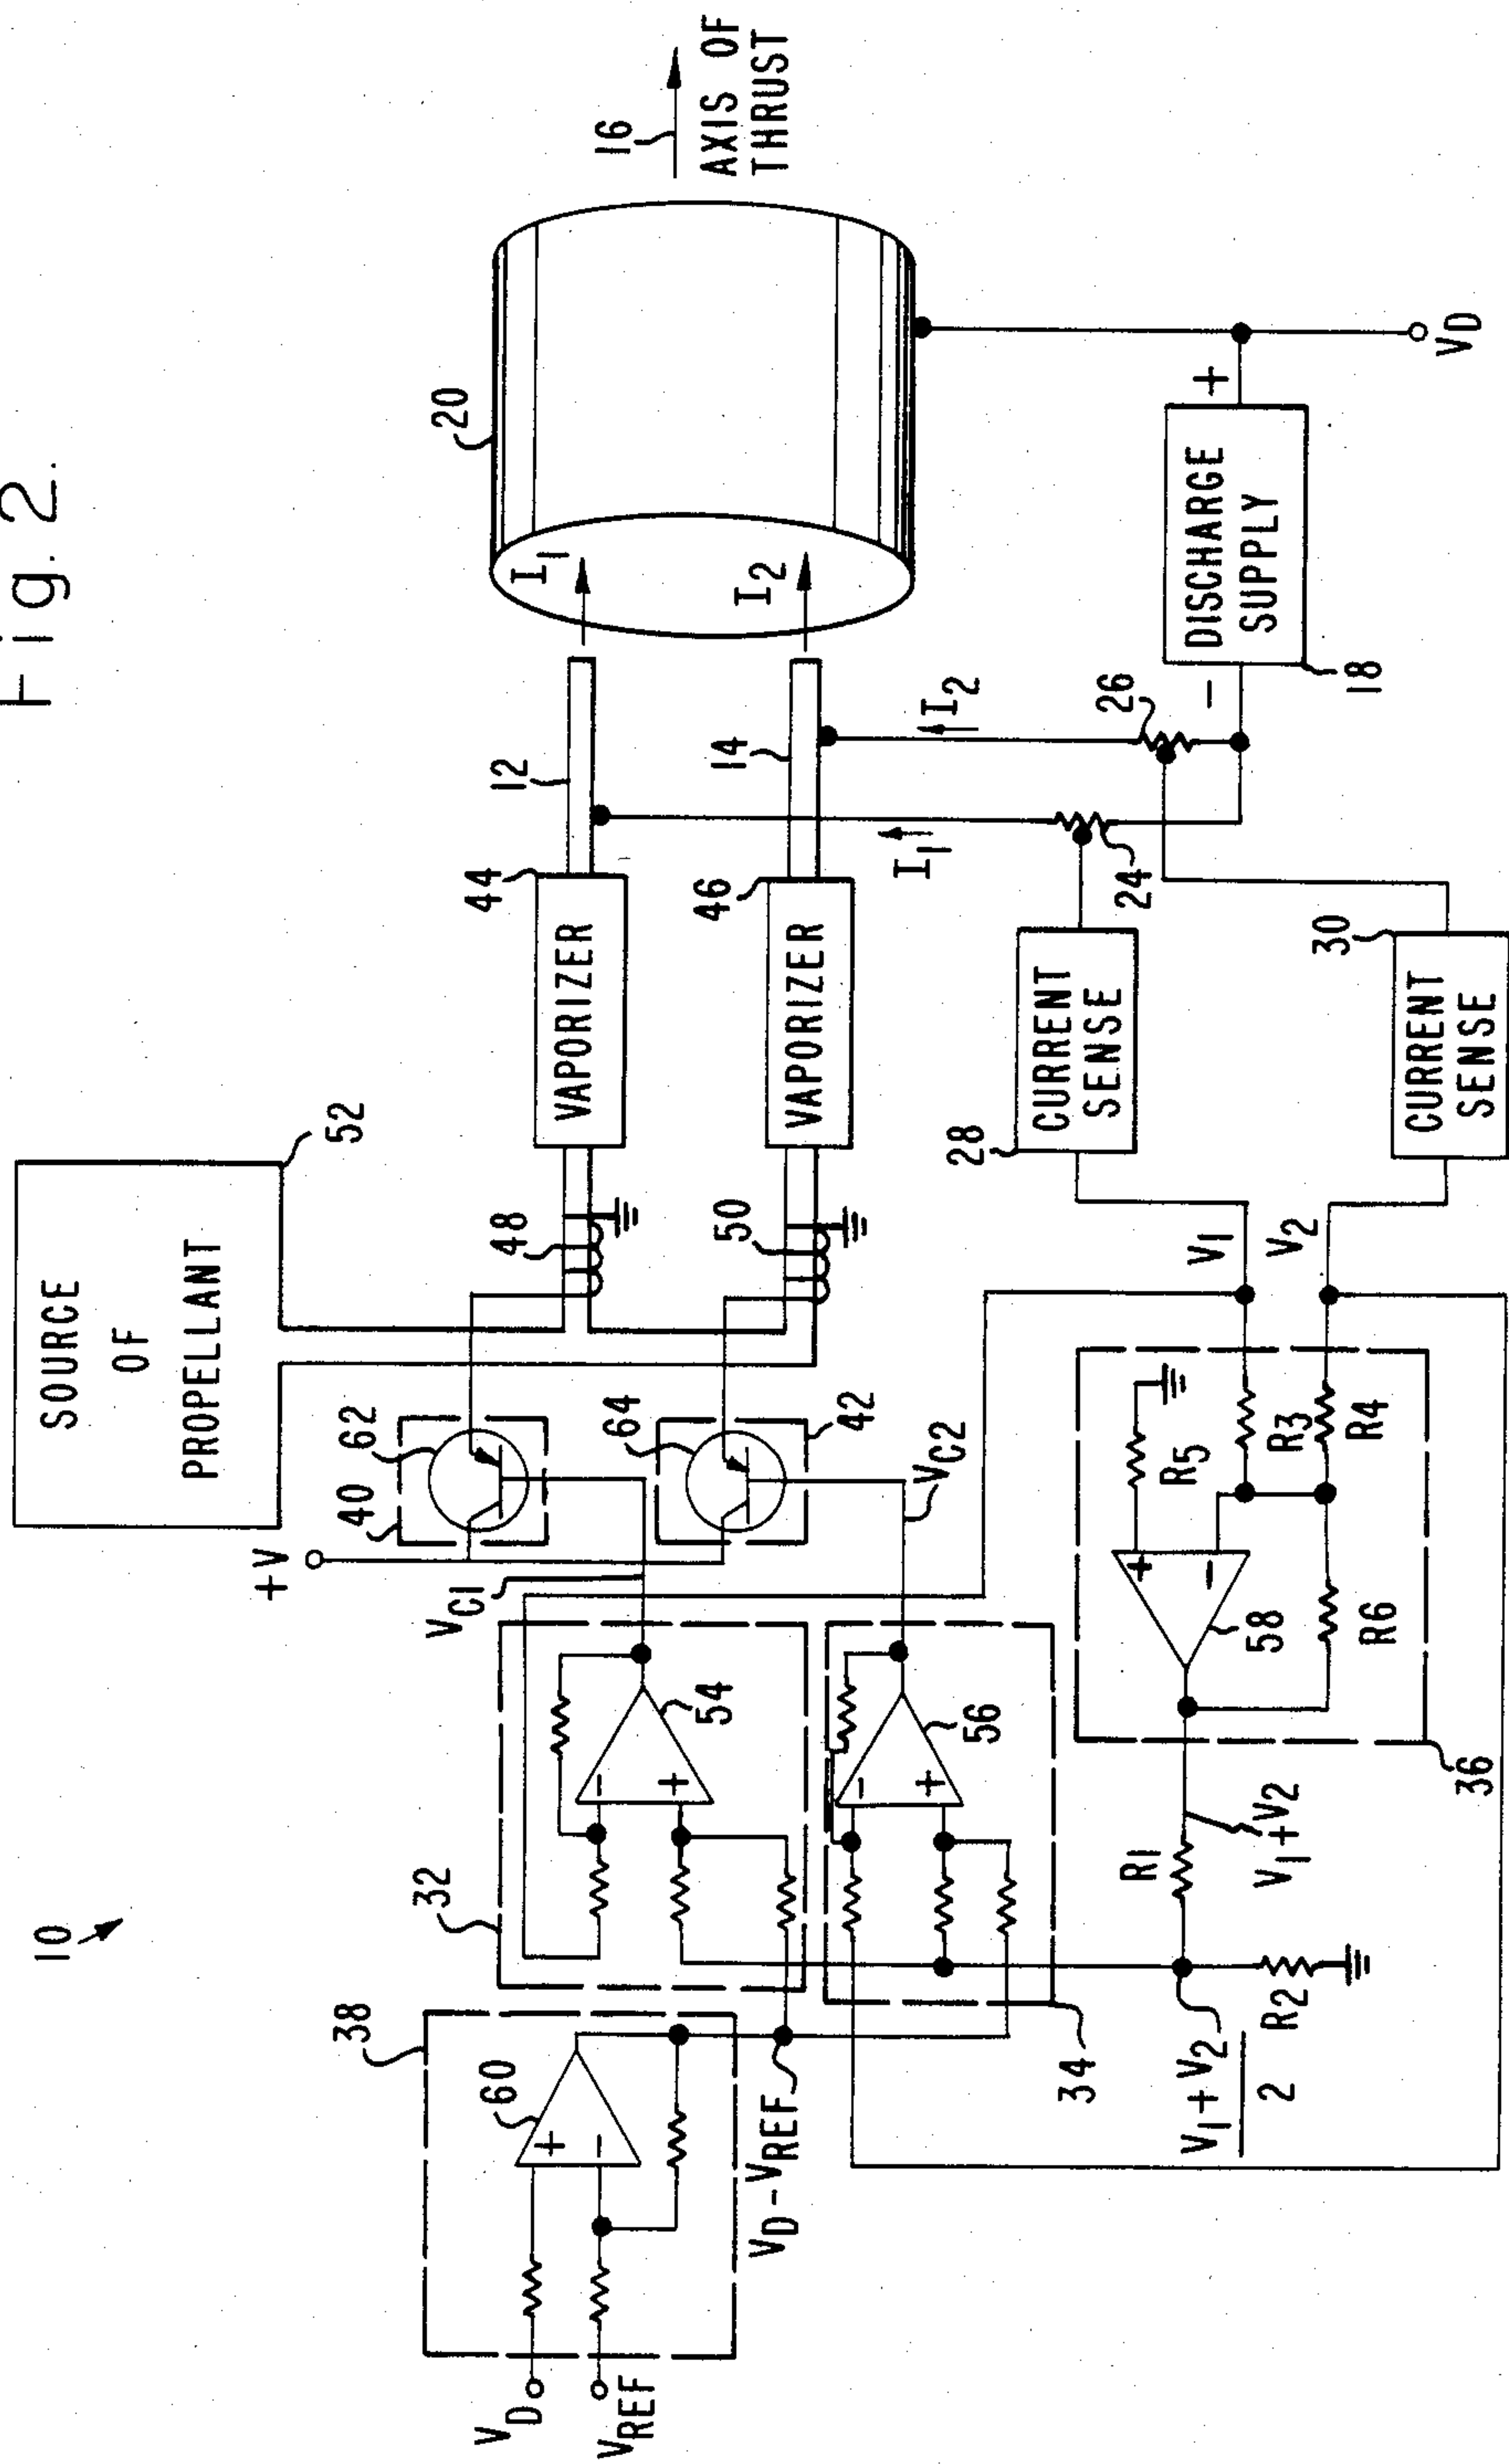 Fig. 2.
10
SOURCE
OF
PROPELLANT
52
+V
40
62
48
44
VAPORIZER
12
I1
20
16
AXIS OF
THRUST
VC1
64
42
50
46
VAPORIZER
14
I2
VC2
38
60
VD
VREF
VD-VREF
32
54
34
56
I1
I2
24
26
28
CURRENT
SENSE
30
CURRENT
SENSE
DISCHARGE
SUPPLY
18
- +
VD
V1
V2
R5
R3
R4
58
R6
36
R1
V1+V2
R2
V1+V2
2
+
-
-
+
-
+
+
-